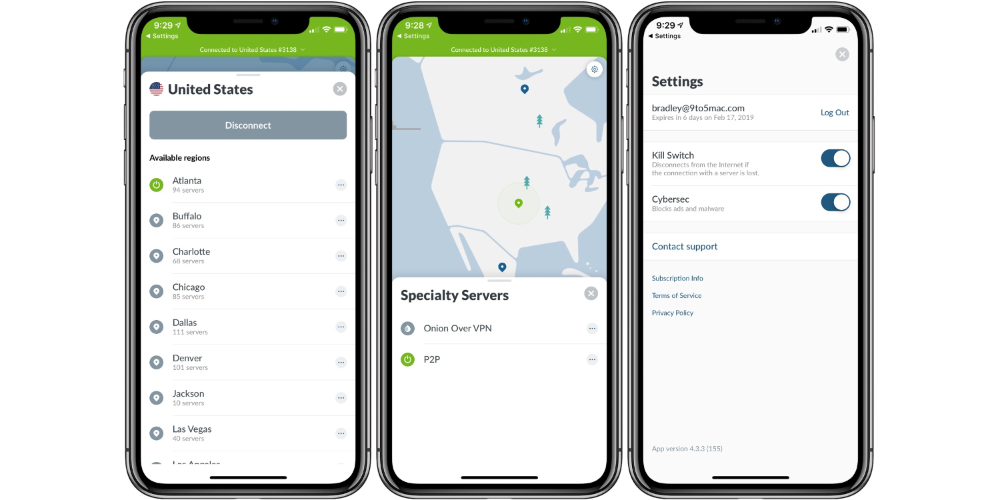 9:29
Settings
Connected to United States #3138
United States
Disconnect
Available regions
Atlanta
94 servers
Buffalo
86 servers
Charlotte
68 servers
Chicago
85 servers
Dallas
111 servers
Denver
101 servers
Jackson
10 servers
Las Vegas
40 servers
Los Angeles
9:28
Settings
Connected to United States #3138
Specialty Servers
Onion Over VPN
P2P
9:29
Settings
Settings
bradley@9to5mac.com
Expires in 6 days on Feb 17, 2019
Log Out
Kill Switch
Disconnects from the Internet if
the connection with a server is lost.
Cybersec
Blocks ads and malware
Contact support
Subscription Info
Terms of Service
Privacy Policy
App version 4.3.3 (155)